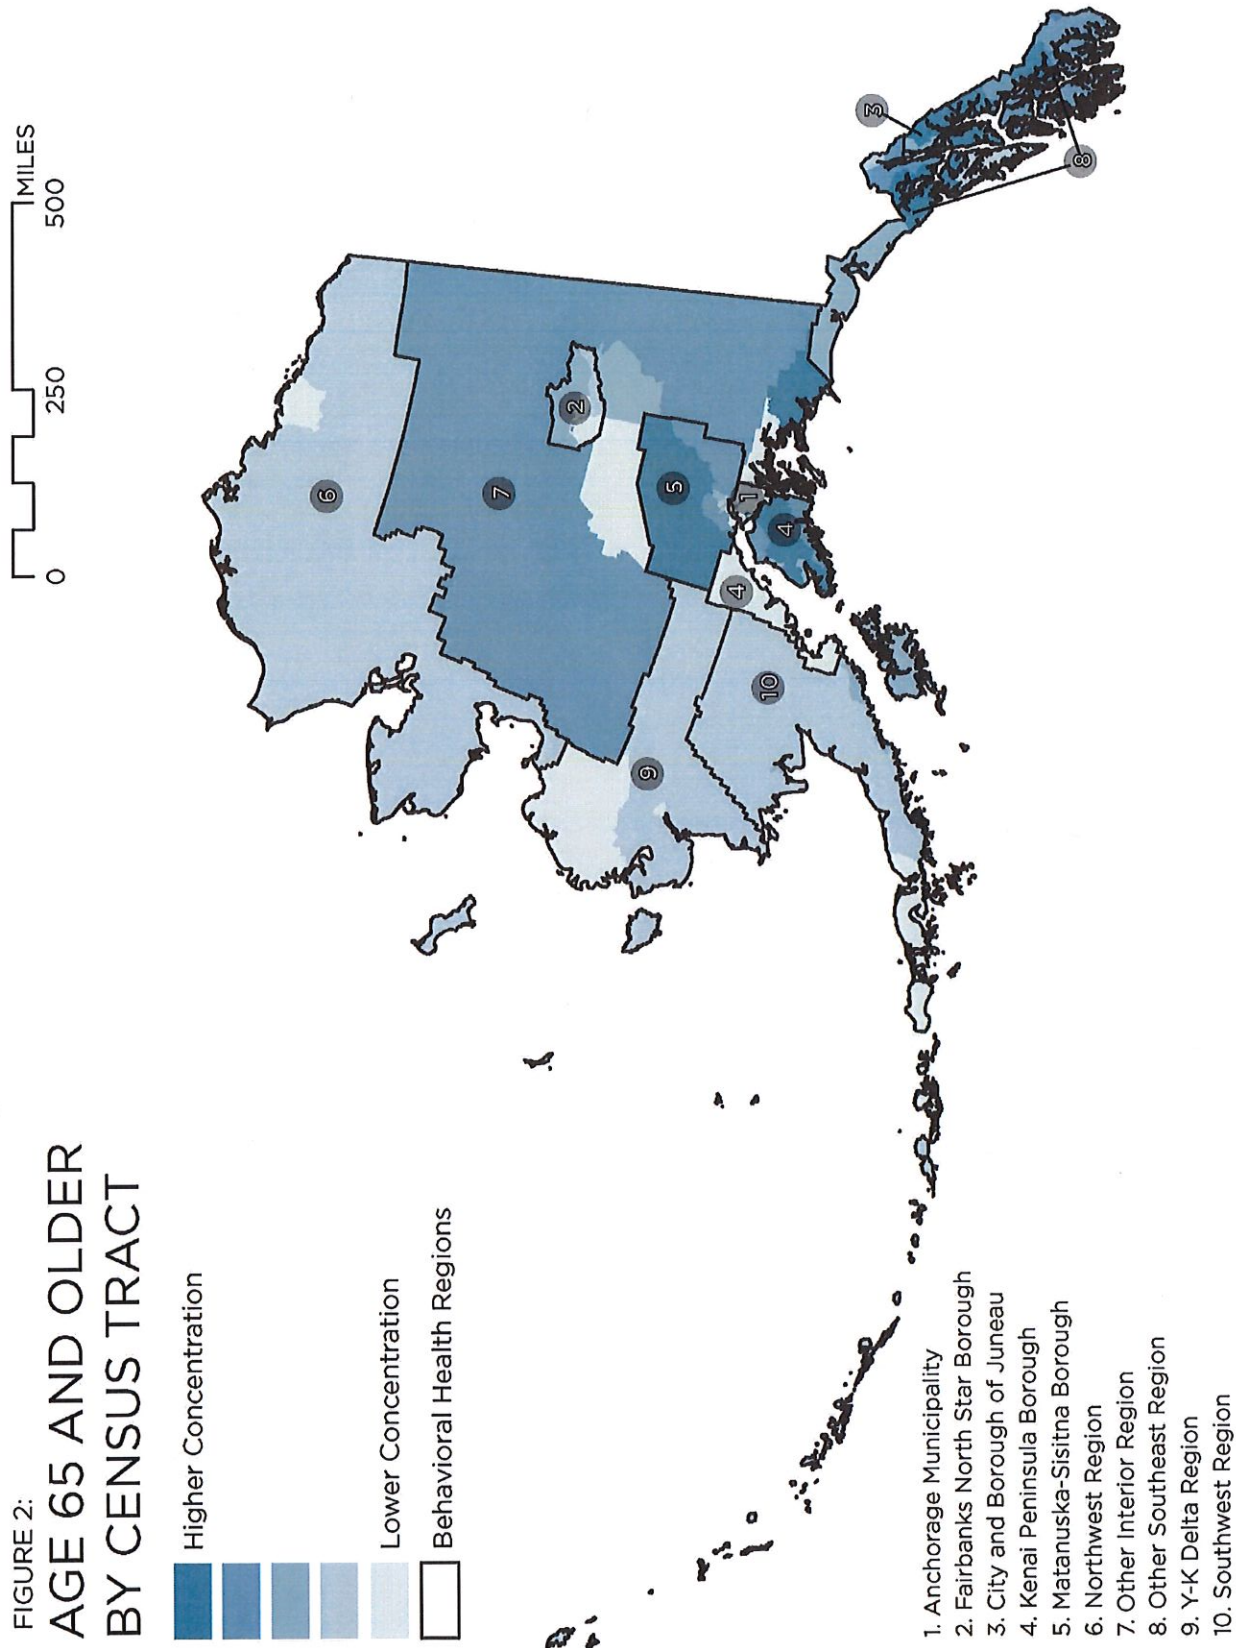 FIGURE 2:
AGE 65 AND OLDER
BY CENSUS TRACT
Higher Concentration
Lower Concentration
Behavioral Health Regions
0 250 500 MILES
6
7
2
5
1
4
4
10
9
3
8
1. Anchorage Municipality
2. Fairbanks North Star Borough
3. City and Borough of Juneau
4. Kenai Peninsula Borough
5. Matanuska-Sisitna Borough
6. Northwest Region
7. Other Interior Region
8. Other Southeast Region
9. Y-K Delta Region
10. Southwest Region